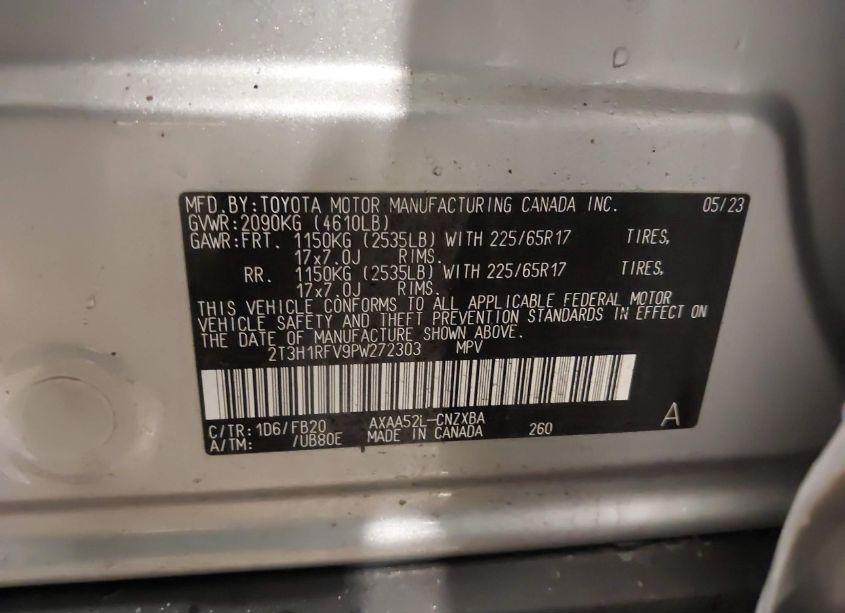 MFD. BY: TOYOTA MOTOR MANUFACTURING CANADA INC. 05/23
GVWR: 2090KG (4610LB)
GAWR: FRT. 1150KG (2535LB) WITH 225/65R17 TIRES,
17x7.0J RIMS.
RR. 1150KG (2535LB) WITH 225/65R17 TIRES,
17x7.0J RIMS.
THIS VEHICLE CONFORMS TO ALL APPLICABLE FEDERAL MOTOR
VEHICLE SAFETY AND THEFT PREVENTION STANDARDS IN EFFECT ON
THE DATE OF MANUFACTURE SHOWN ABOVE.
2T3H1RFV9PW272303 MPV
C/TR: 1D6/FB20 AXAA52L-CNZXBA A
A/TM: /UB80E MADE IN CANADA 260